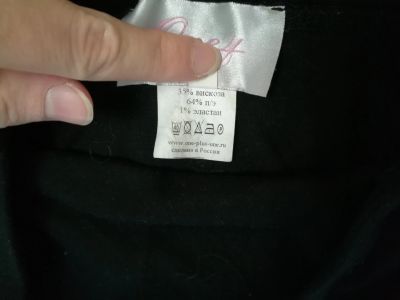 35% вискоза
64% п/э
1% эластан
www.one-plus-one.ru
сделано в России